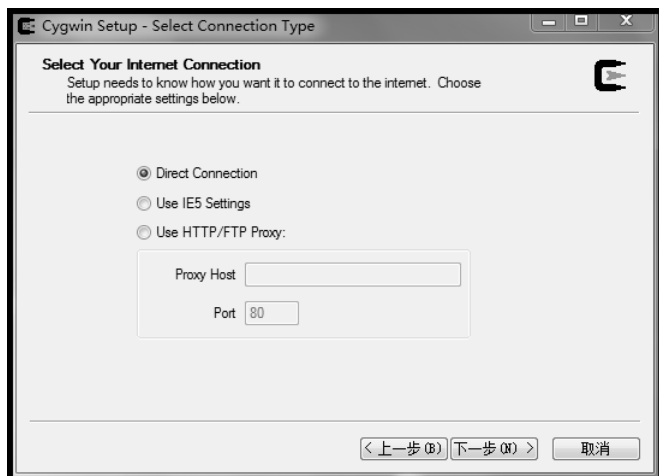 Cygwin Setup - Select Connection Type
Select Your Internet Connection
Setup needs to know how you want it to connect to the internet. Choose
the appropriate settings below.
Direct Connection
Use IE5 Settings
Use HTTP/FTP Proxy:
Proxy Host
Port 80
< 上一步(B) 下一步(N) > 取消